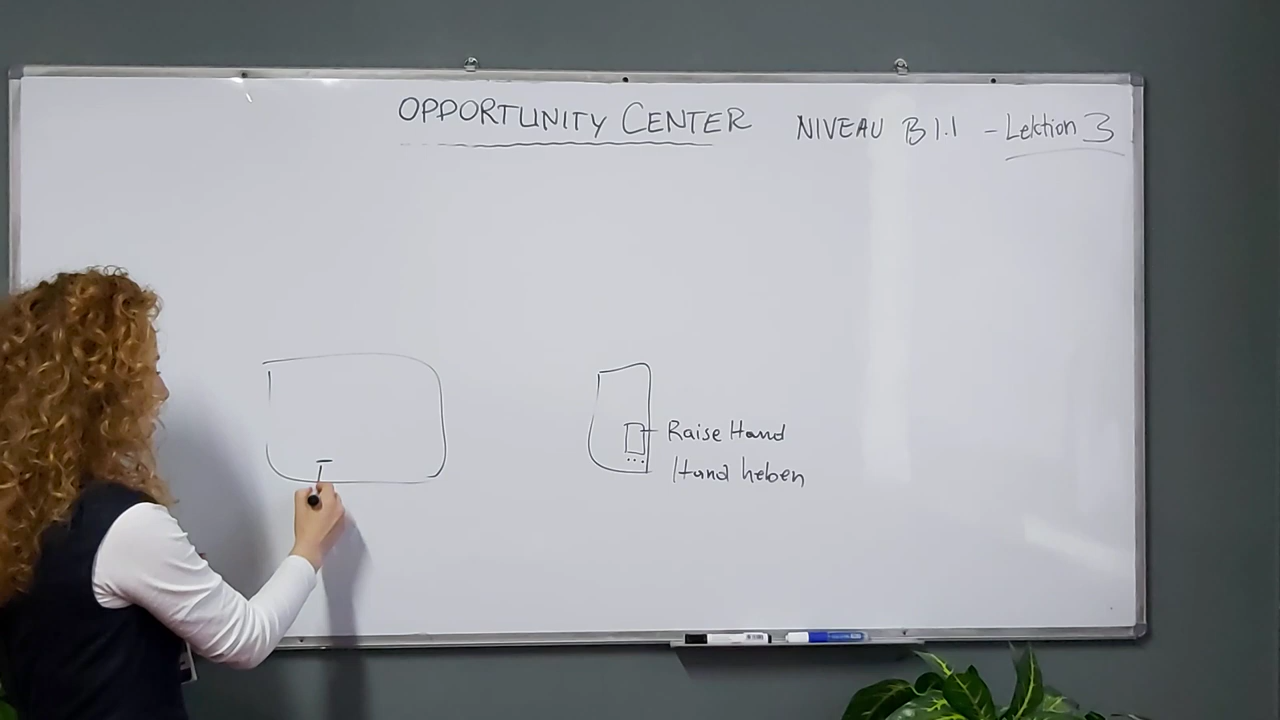 OPPORTUNITY CENTER NIVEAU B1.1 - Lektion 3
Raise Hand
Hand heben